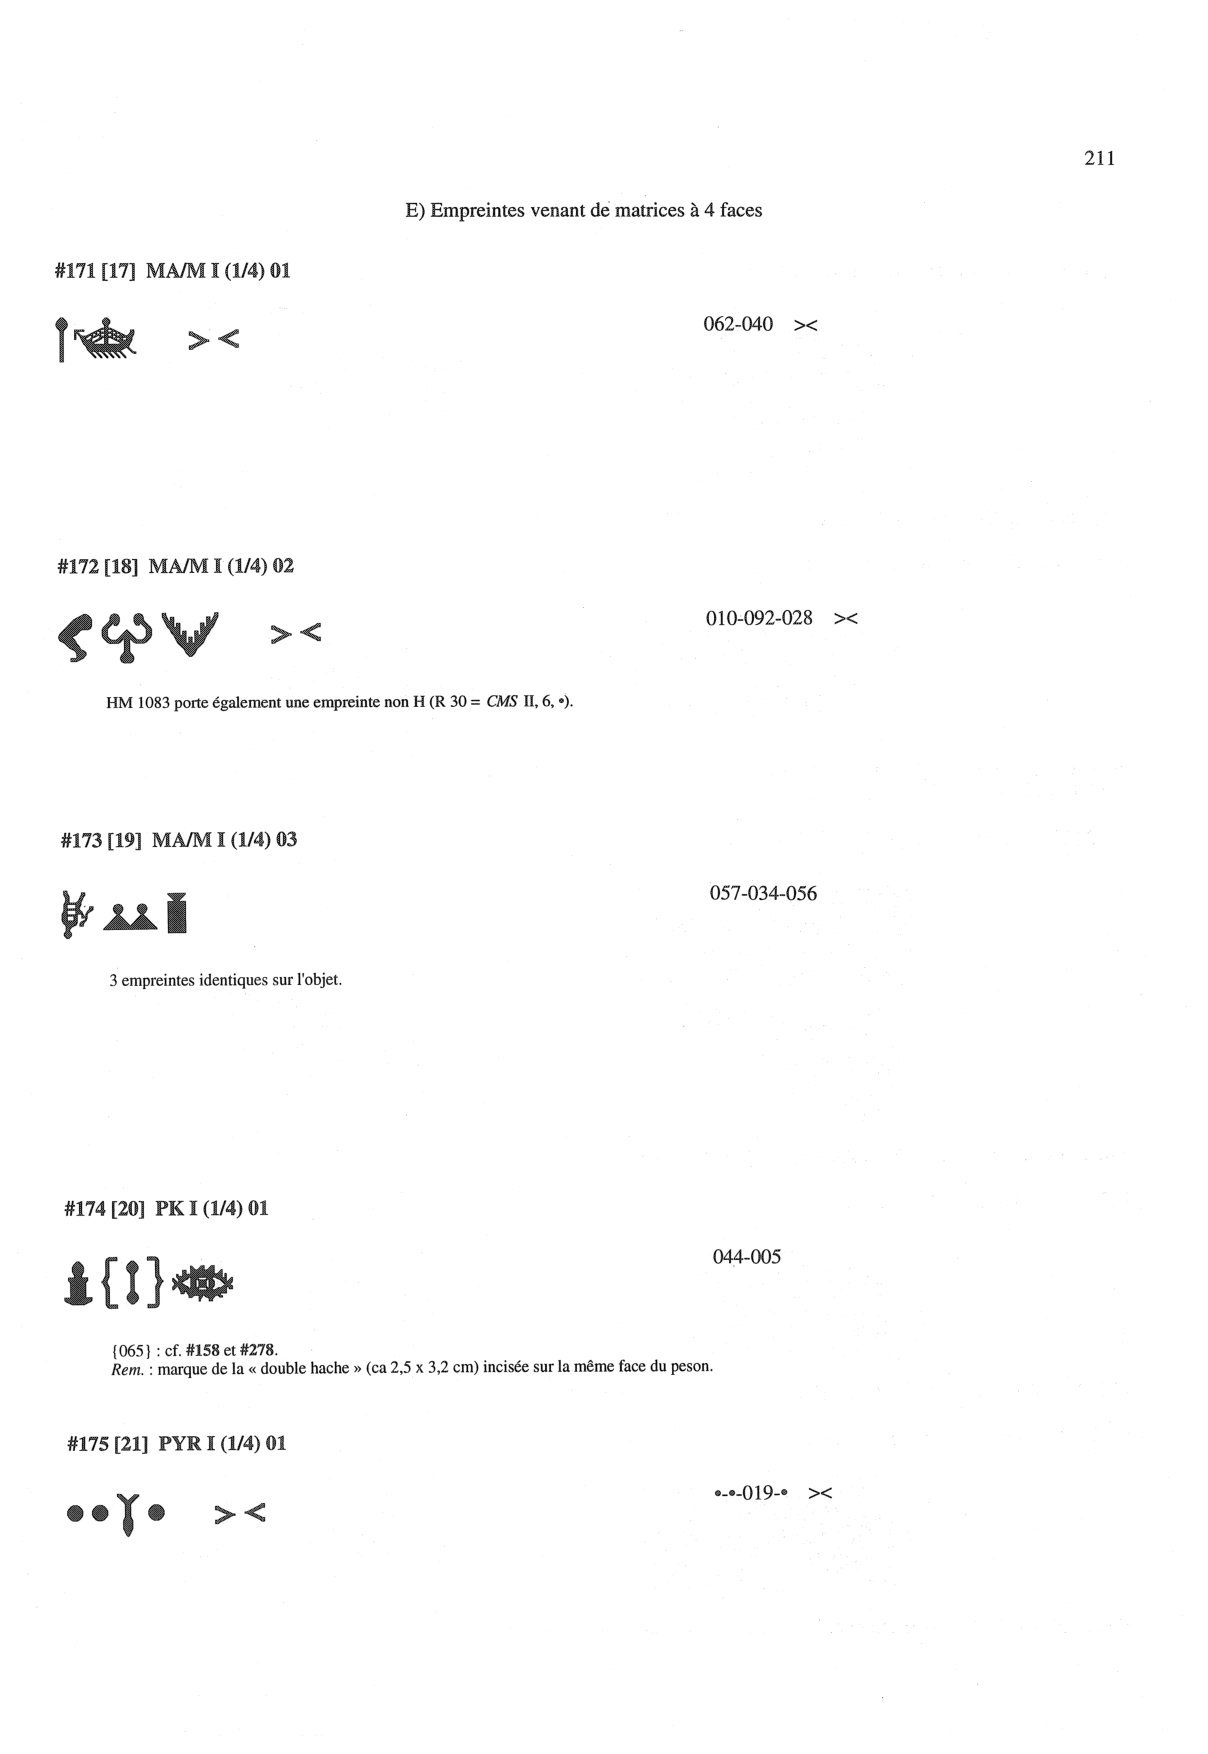 211
E) Empreintes venant de matrices à 4 faces
#171 [17] MA/M I (1/4) 01
> < 062-040 ><
#172 [18] MA/M I (1/4) 02
> < 010-092-028 ><
HM 1083 porte également une empreinte non H (R 30 = CMS II, 6, •).
#173 [19] MA/M I (1/4) 03
057-034-056
3 empreintes identiques sur l'objet.
#174 [20] PK I (1/4) 01
{ } 044-005
{065} : cf. #158 et #278.
Rem. : marque de la « double hache » (ca 2,5 x 3,2 cm) incisée sur la même face du peson.
#175 [21] PYR I (1/4) 01
•• • > < •-•-019-• ><